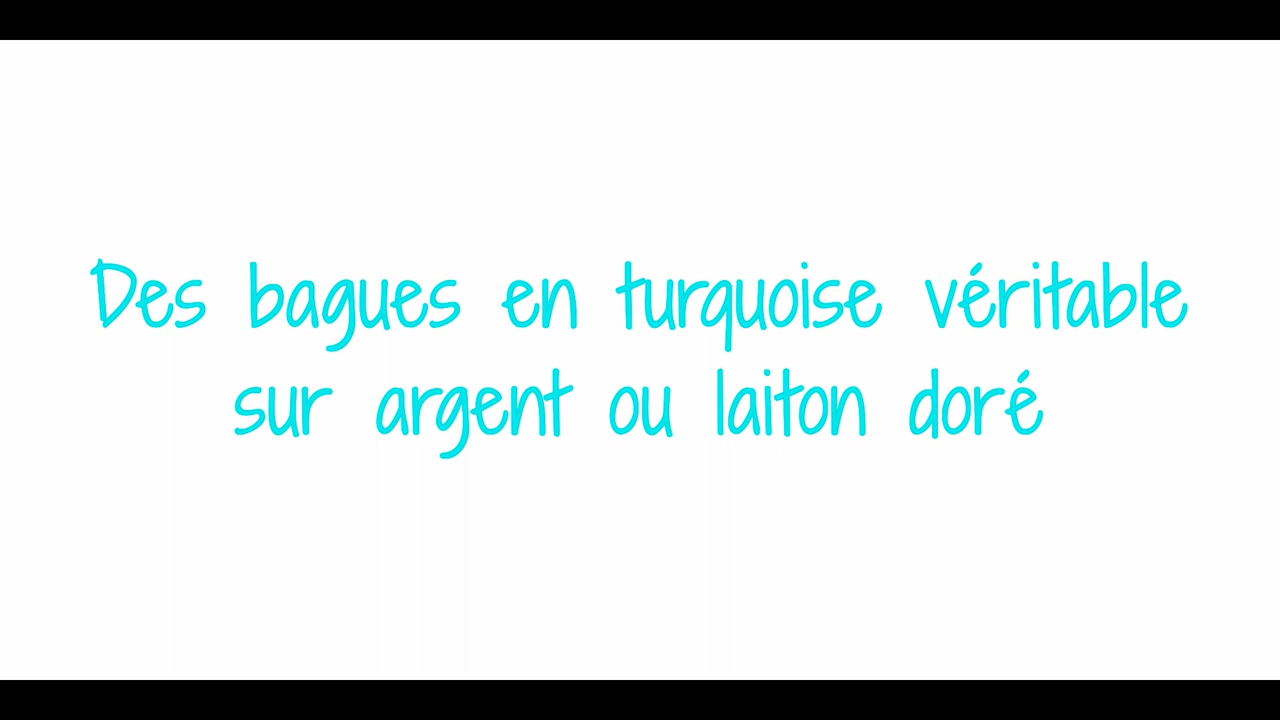 Des bagues en turquoise véritable
sur argent ou laiton doré